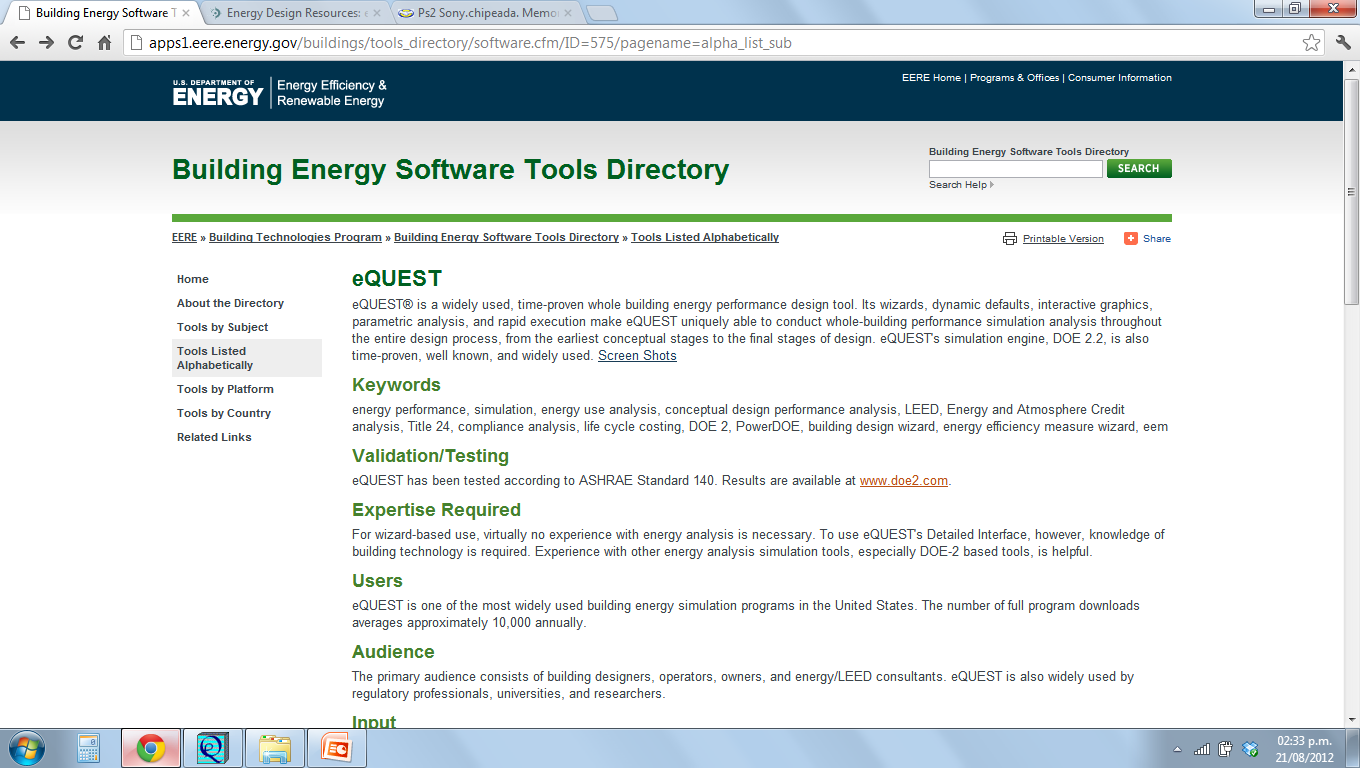 Building Energy Software T
Energy Design Resources: e
Ps2 Sony.chipeada. Memor
apps1.eere.energy.gov/buildings/tools_directory/software.cfm/ID=575/pagename=alpha_list_sub
U.S. DEPARTMENT OF
ENERGY
Energy Efficiency &
Renewable Energy
EERE Home | Programs & Offices | Consumer Information
Building Energy Software Tools Directory
Building Energy Software Tools Directory
SEARCH
Search Help
EERE » Building Technologies Program » Building Energy Software Tools Directory » Tools Listed Alphabetically
Printable Version
Share
Home
About the Directory
Tools by Subject
Tools Listed
Alphabetically
Tools by Platform
Tools by Country
Related Links
eQUEST
eQUEST® is a widely used, time-proven whole building energy performance design tool. Its wizards, dynamic defaults, interactive graphics,
parametric analysis, and rapid execution make eQUEST uniquely able to conduct whole-building performance simulation analysis throughout
the entire design process, from the earliest conceptual stages to the final stages of design. eQUEST's simulation engine, DOE 2.2, is also
time-proven, well known, and widely used. Screen Shots
Keywords
energy performance, simulation, energy use analysis, conceptual design performance analysis, LEED, Energy and Atmosphere Credit
analysis, Title 24, compliance analysis, life cycle costing, DOE 2, PowerDOE, building design wizard, energy efficiency measure wizard, eem
Validation/Testing
eQUEST has been tested according to ASHRAE Standard 140. Results are available at www.doe2.com.
Expertise Required
For wizard-based use, virtually no experience with energy analysis is necessary. To use eQUEST's Detailed Interface, however, knowledge of
building technology is required. Experience with other energy analysis simulation tools, especially DOE-2 based tools, is helpful.
Users
eQUEST is one of the most widely used building energy simulation programs in the United States. The number of full program downloads
averages approximately 10,000 annually.
Audience
The primary audience consists of building designers, operators, owners, and energy/LEED consultants. eQUEST is also widely used by
regulatory professionals, universities, and researchers.
Input
02:33 p.m.
21/08/2012